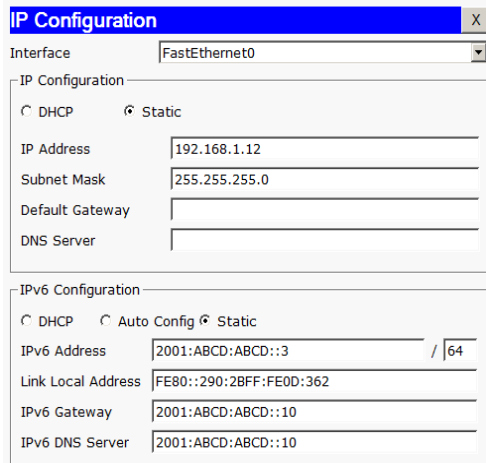 IP Configuration X
Interface FastEthernet0
IP Configuration
DHCP Static
IP Address 192.168.1.12
Subnet Mask 255.255.255.0
Default Gateway
DNS Server
IPv6 Configuration
DHCP Auto Config Static
IPv6 Address 2001:ABCD:ABCD::3 / 64
Link Local Address FE80::290:2BFF:FE0D:362
IPv6 Gateway 2001:ABCD:ABCD::10
IPv6 DNS Server 2001:ABCD:ABCD::10